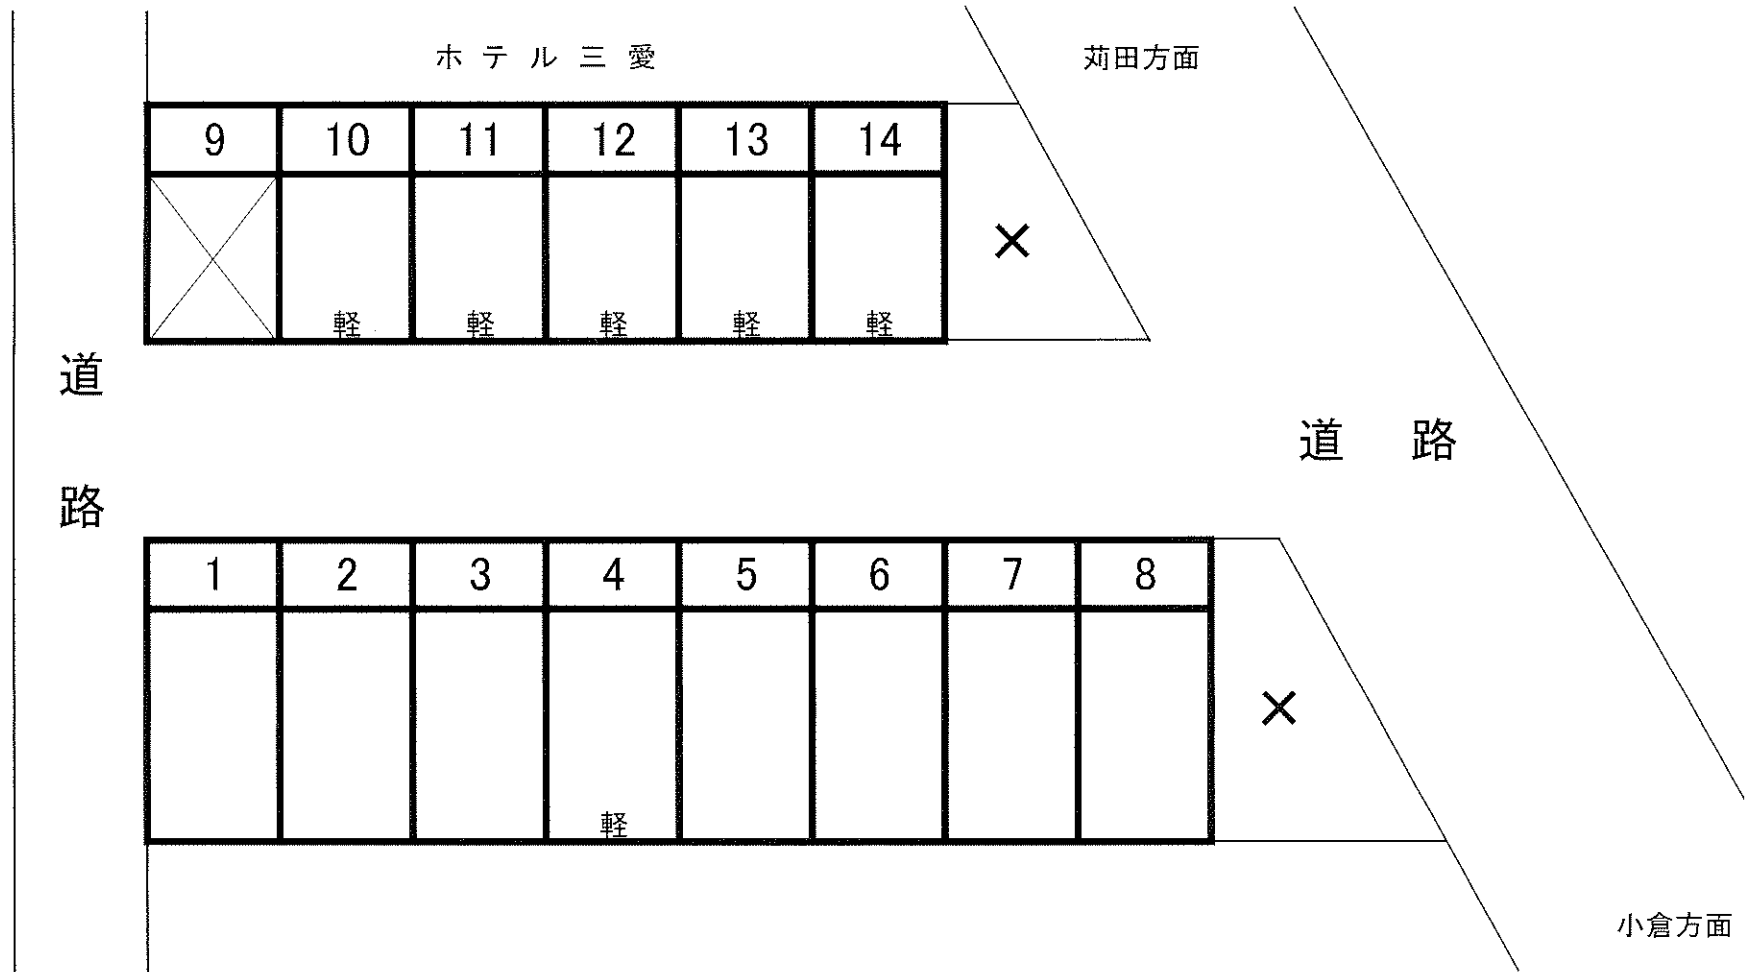 ホテル三愛
苅田方面
9 10 11 12 13 14
×
軽 軽 軽 軽 軽
道路
道路
1 2 3 4 5 6 7 8
×
軽
小倉方面